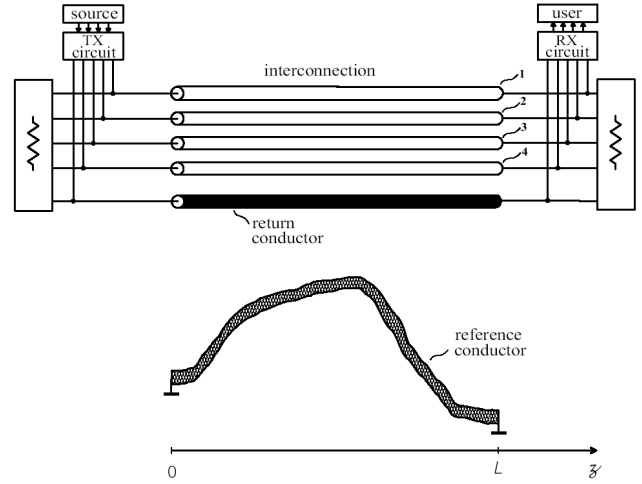 source
TX
circuit
interconnection
user
RX
circuit
1
2
3
4
return
conductor
reference
conductor
0
L
z